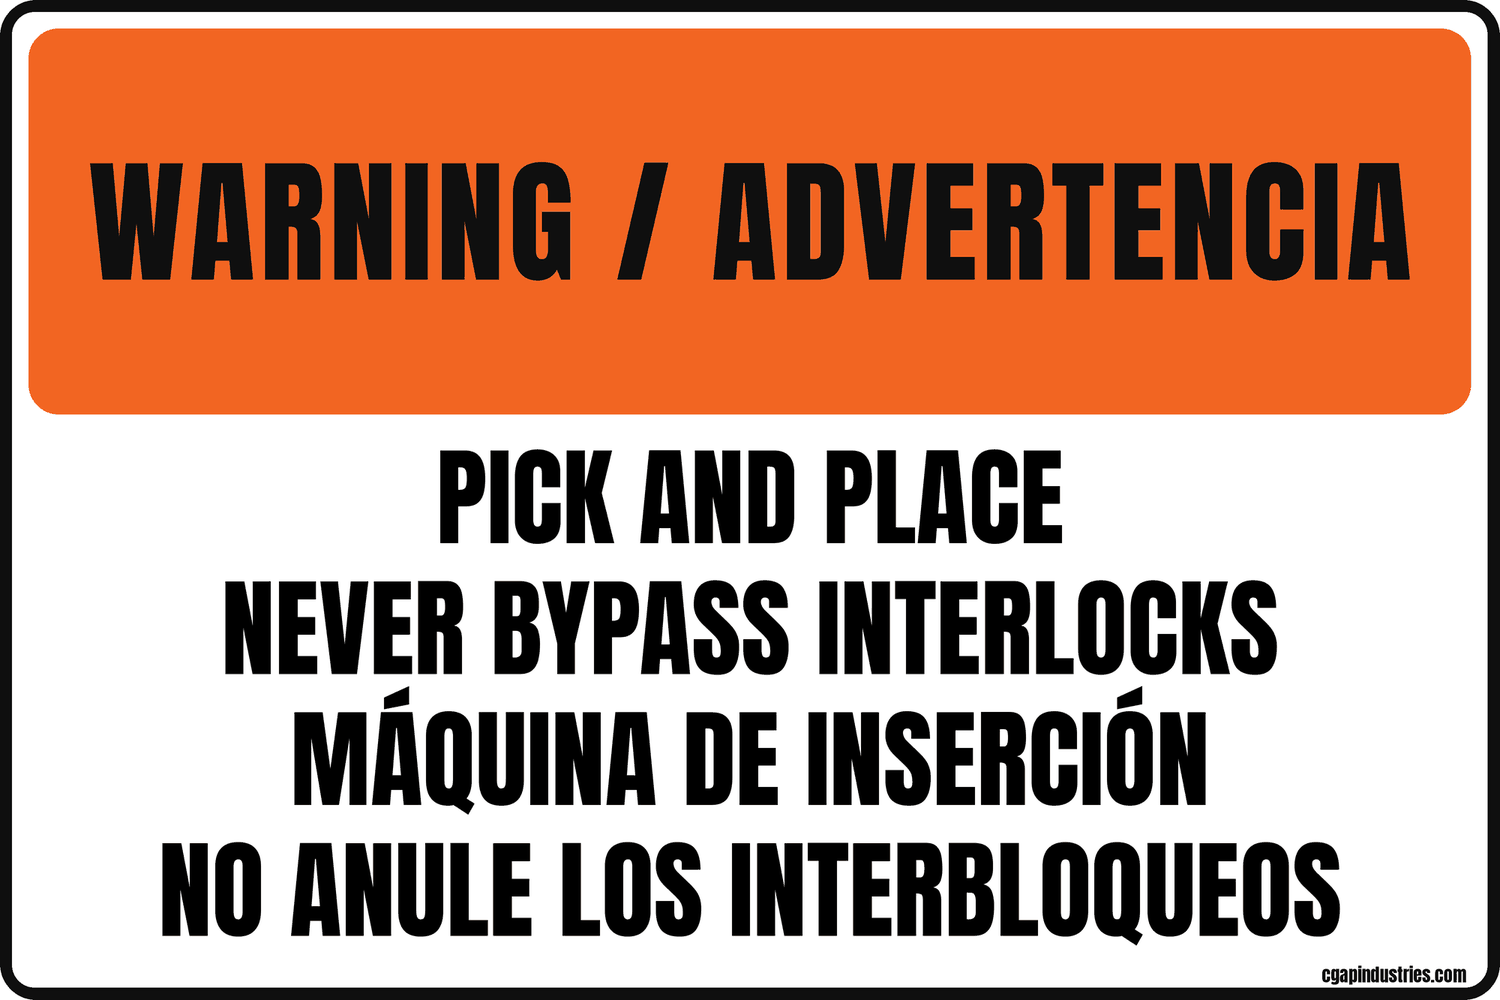 WARNING / ADVERTENCIA
PICK AND PLACE
NEVER BYPASS INTERLOCKS
MÁQUINA DE INSERCIÓN
NO ANULE LOS INTERBLOQUEOS
cgapindustries.com